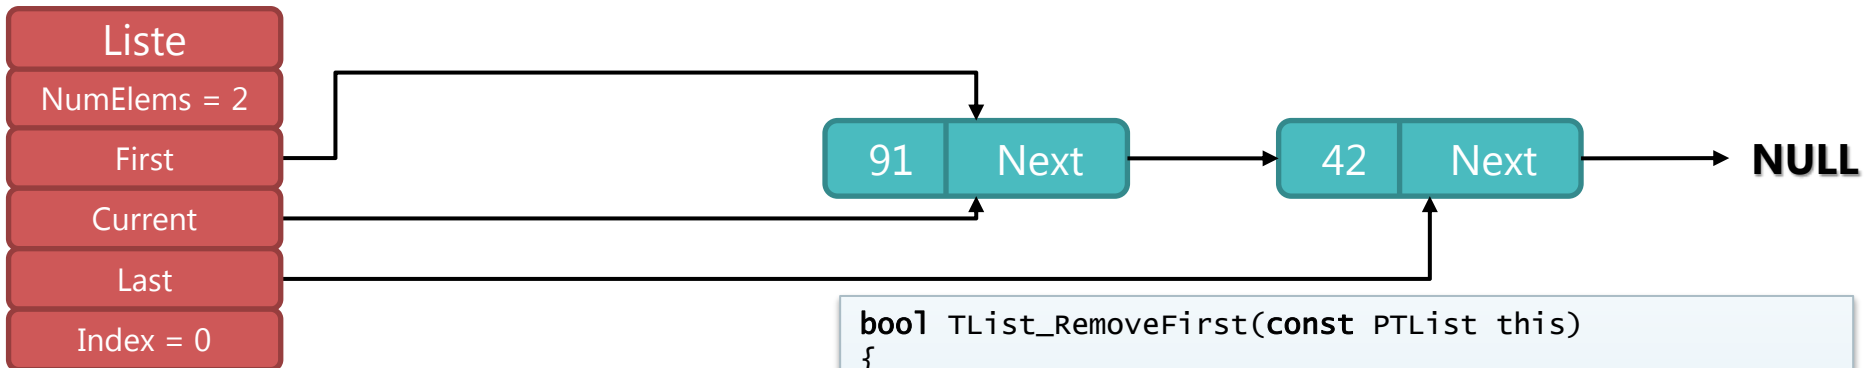 Liste
NumElems = 2
First
Current
Last
Index = 0
91 Next
42 Next
NULL
bool TList_RemoveFirst(const PTList this)
{